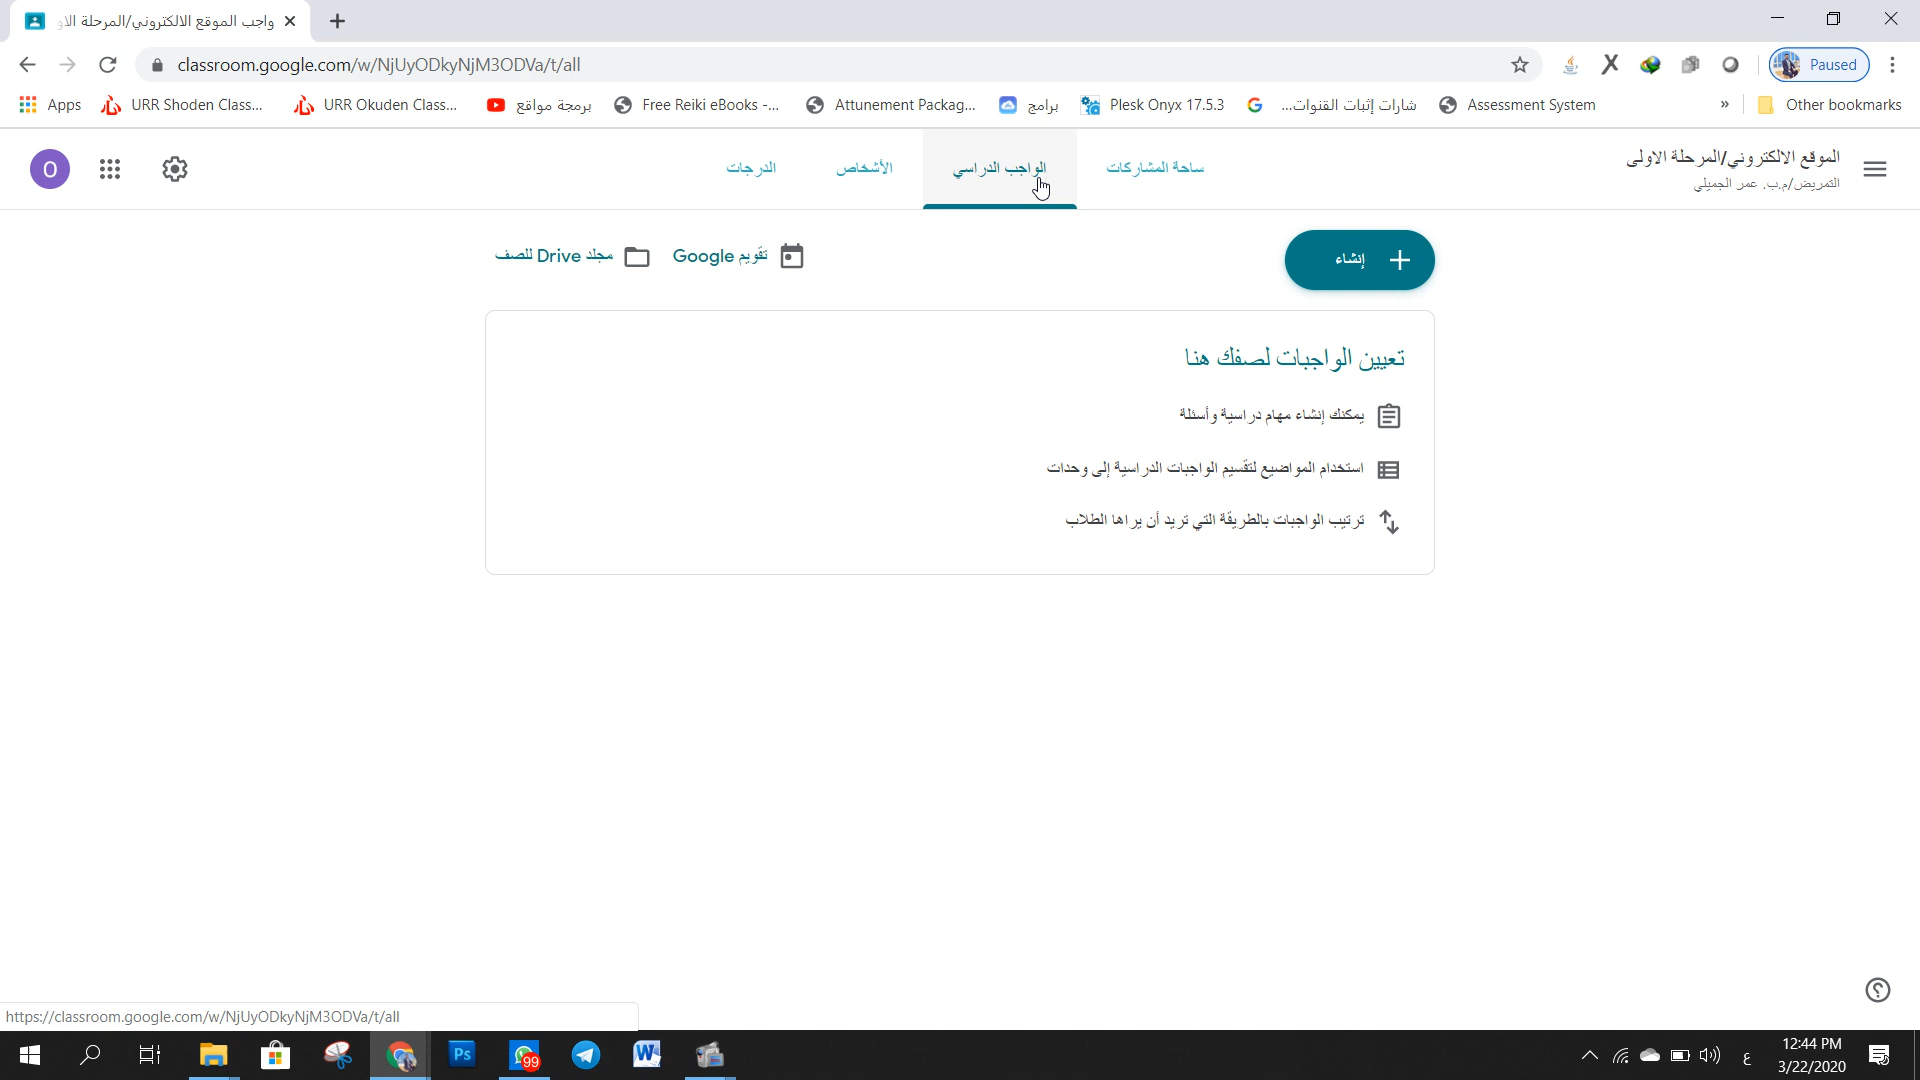 واجب الموقع الالكتروني/المرحلة الاو
classroom.google.com/w/NjUyODkyNjM3ODVa/t/all
Paused
Apps
URR Shoden Class...
URR Okuden Class...
برمجة مواقع
Free Reiki eBooks -...
Attunement Packag...
برامج
Plesk Onyx 17.5.3
شارات إثبات القنوات...
Assessment System
»
Other bookmarks
الموقع الالكتروني/المرحلة الاولى
التمريض/م.ب. عمر الجميلي
ساحة المشاركات
الواجب الدراسي
الأشخاص
الدرجات
O
إنشاء
تقويم Google
مجلد Drive للصف
تعيين الواجبات لصفك هنا
يمكنك إنشاء مهام دراسية وأسئلة
استخدام المواضيع لتقسيم الواجبات الدراسية إلى وحدات
ترتيب الواجبات بالطريقة التي تريد أن يراها الطلاب
https://classroom.google.com/w/NjUyODkyNjM3ODVa/t/all
Ps
99
W
ع
12:44 PM
3/22/2020